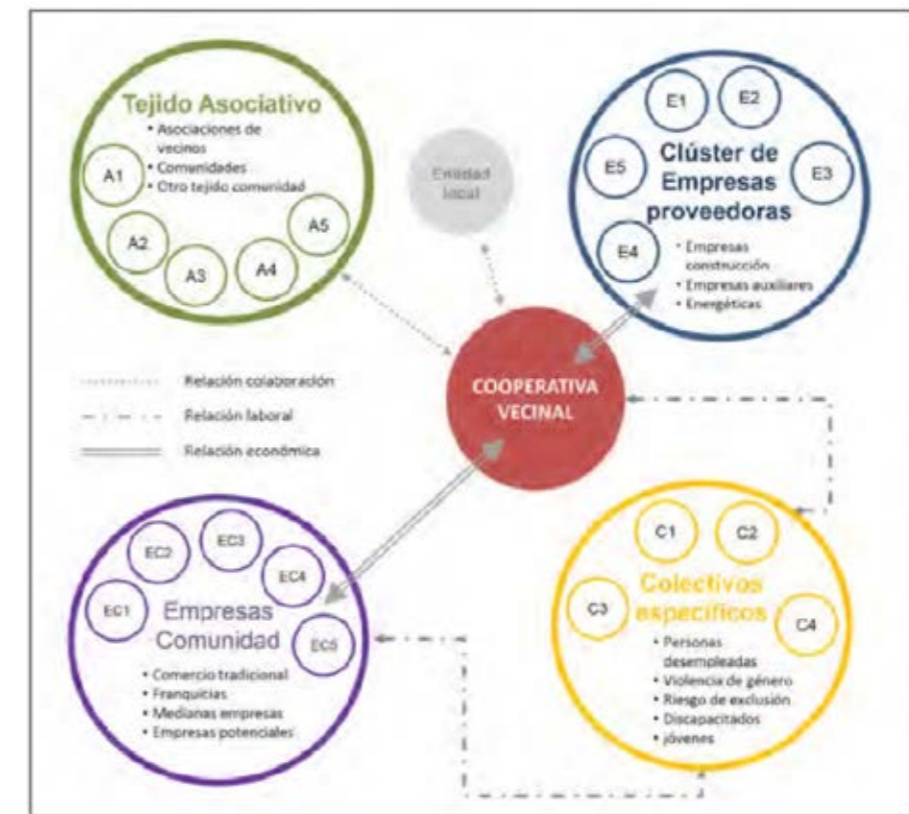 Tejido Asociativo
• Asociaciones de
vecinos
• Comunidades
• Otro tejido comunidad
A1
A2
A3
A4
A5
Entidad
local
E1
E2
E3
E4
E5
Clúster de
Empresas
proveedoras
• Empresas
construcción
• Empresas auxiliares
• Energéticas
COOPERATIVA
VECINAL
Relación colaboración
Relación laboral
Relación económica
EC1
EC2
EC3
EC4
EC5
Empresas
Comunidad
• Comercio tradicional
• Franquicias
• Medianas empresas
• Empresas potenciales
C1
C2
C3
C4
Colectivos
específicos
• Personas
desempleadas
• Violencia de género
• Riesgo de exclusión
• Discapacitados
• jóvenes